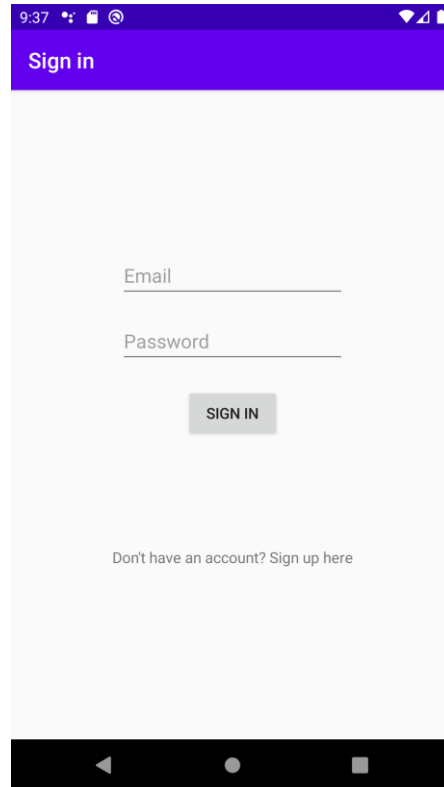 9:37
Sign in
Email
Password
SIGN IN
Don't have an account? Sign up here